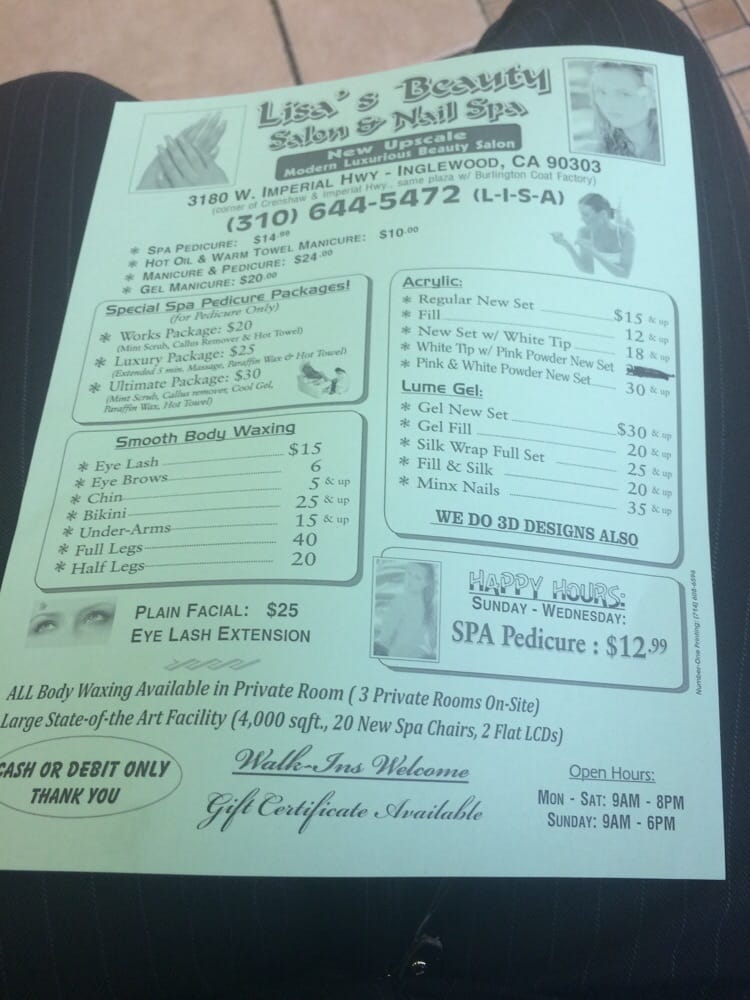 Lisa's Beauty
Salon & Nail Spa
New Upscale
Modern Luxurious Beauty Salon
3180 W. Imperial Hwy - Inglewood, CA 90303
(corner of Crenshaw & Imperial Hwy., same plaza w/ Burlington Coat Factory)
(310) 644-5472 (L-I-S-A)
* Spa Pedicure: $14.99
* Hot Oil & Warm Towel Manicure: $10.00
* Manicure & Pedicure: $24.00
* Gel Manicure: $20.00
Special Spa Pedicure Packages!
(for Pedicure Only)
* Works Package: $20
(Mint Scrub, Callus Remover & Hot Towel)
* Luxury Package: $25
(Extended 5 min. Massage, Paraffin Wax & Hot Towel)
* Ultimate Package: $30
(Mint Scrub, Callus remover, Cool Gel,
Paraffin Wax, Hot Towel)
Smooth Body Waxing
* Eye Lash $15
* Eye Brows 6
* Chin 5 & up
* Bikini 25 & up
* Under-Arms 15 & up
* Full Legs 40
* Half Legs 20
Plain Facial: $25
Eye Lash Extension
Acrylic:
* Regular New Set $15 & up
* Fill 12 & up
* New Set w/ White Tip 18 & up
* White Tip w/ Pink Powder New Set
* Pink & White Powder New Set 30 & up
Lume Gel:
* Gel New Set $30 & up
* Gel Fill 20 & up
* Silk Wrap Full Set 25 & up
* Fill & Silk 20 & up
* Minx Nails 35 & up
WE DO 3D DESIGNS ALSO
HAPPY HOURS:
Sunday - Wednesday:
SPA Pedicure : $12.99
Number-One Printing: (714) 608-6596
ALL Body Waxing Available in Private Room ( 3 Private Rooms On-Site)
Large State-of-the Art Facility (4,000 sqft., 20 New Spa Chairs, 2 Flat LCDs)
CASH OR DEBIT ONLY
THANK YOU
Walk-Ins Welcome
Gift Certificate Available
Open Hours:
Mon - Sat: 9AM - 8PM
Sunday: 9AM - 6PM